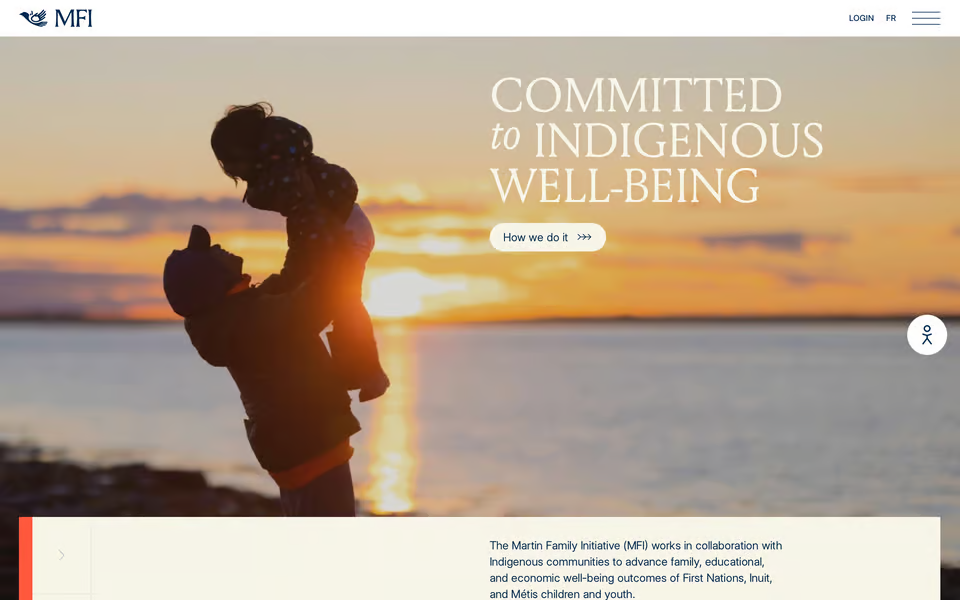 MFI
LOGIN FR
COMMITTED
to INDIGENOUS
WELL-BEING
How we do it
The Martin Family Initiative (MFI) works in collaboration with
Indigenous communities to advance family, educational,
and economic well-being outcomes of First Nations, Inuit,
and Métis children and youth.